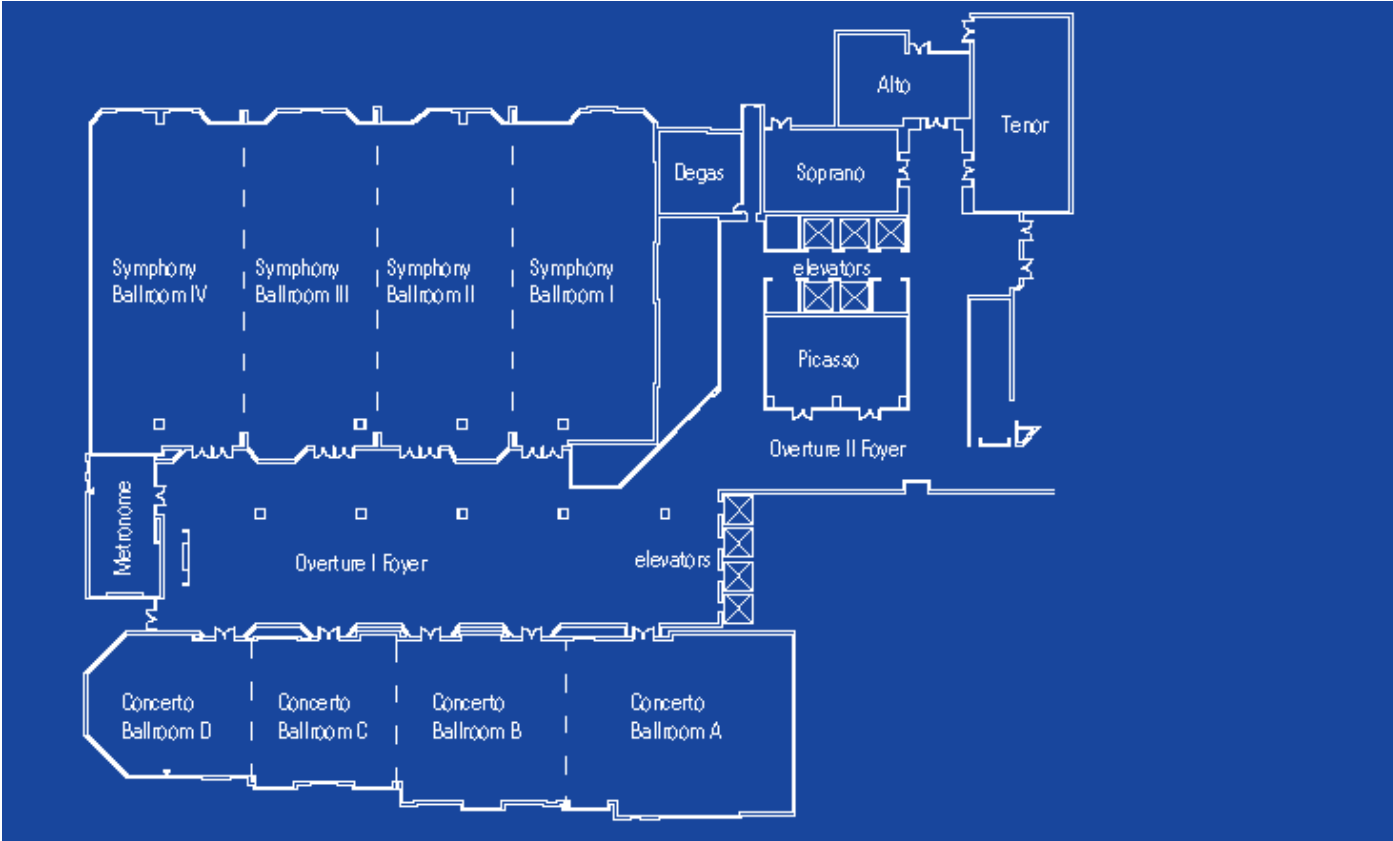 Alto
Tenor
Degas
Soprano
Symphony
Ballroom IV
Symphony
Ballroom III
Symphony
Ballroom II
Symphony
Ballroom I
elevators
Picasso
Overture II Foyer
Metronome
Overture I Foyer
elevators
Concerto
Ballroom D
Concerto
Ballroom C
Concerto
Ballroom B
Concerto
Ballroom A